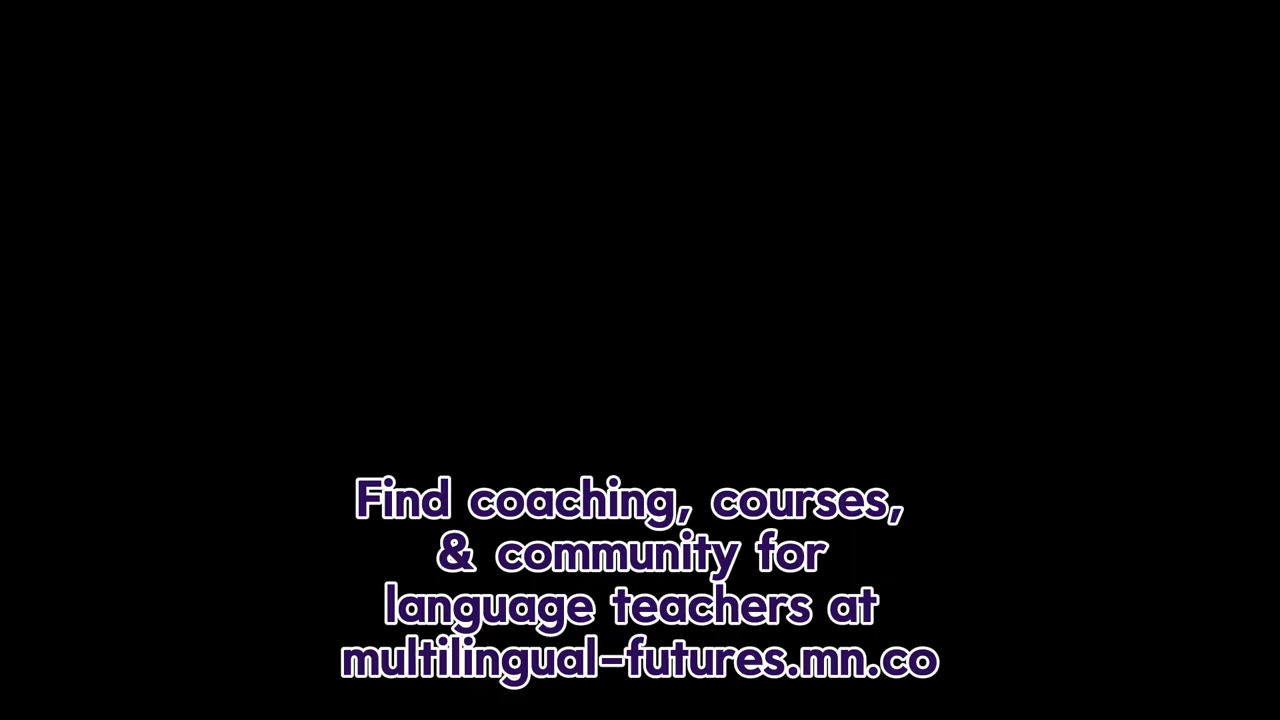 Find coaching, courses,
& community for
language teachers at
multilingual-futures.mn.co